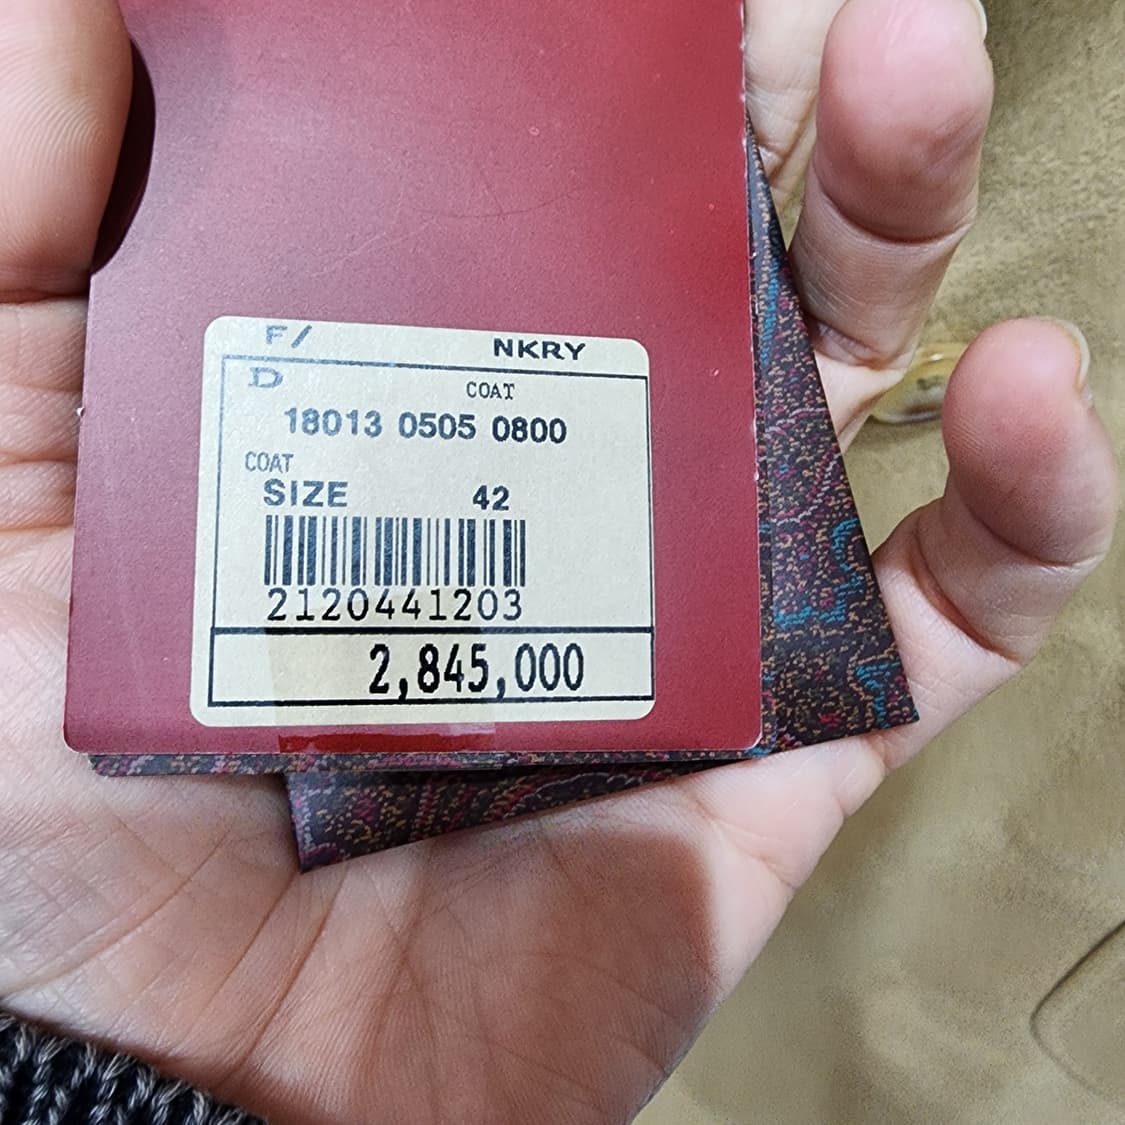 F/ NKRY
D COAT
18013 0505 0800
COAT
SIZE 42
2120441203
2,845,000